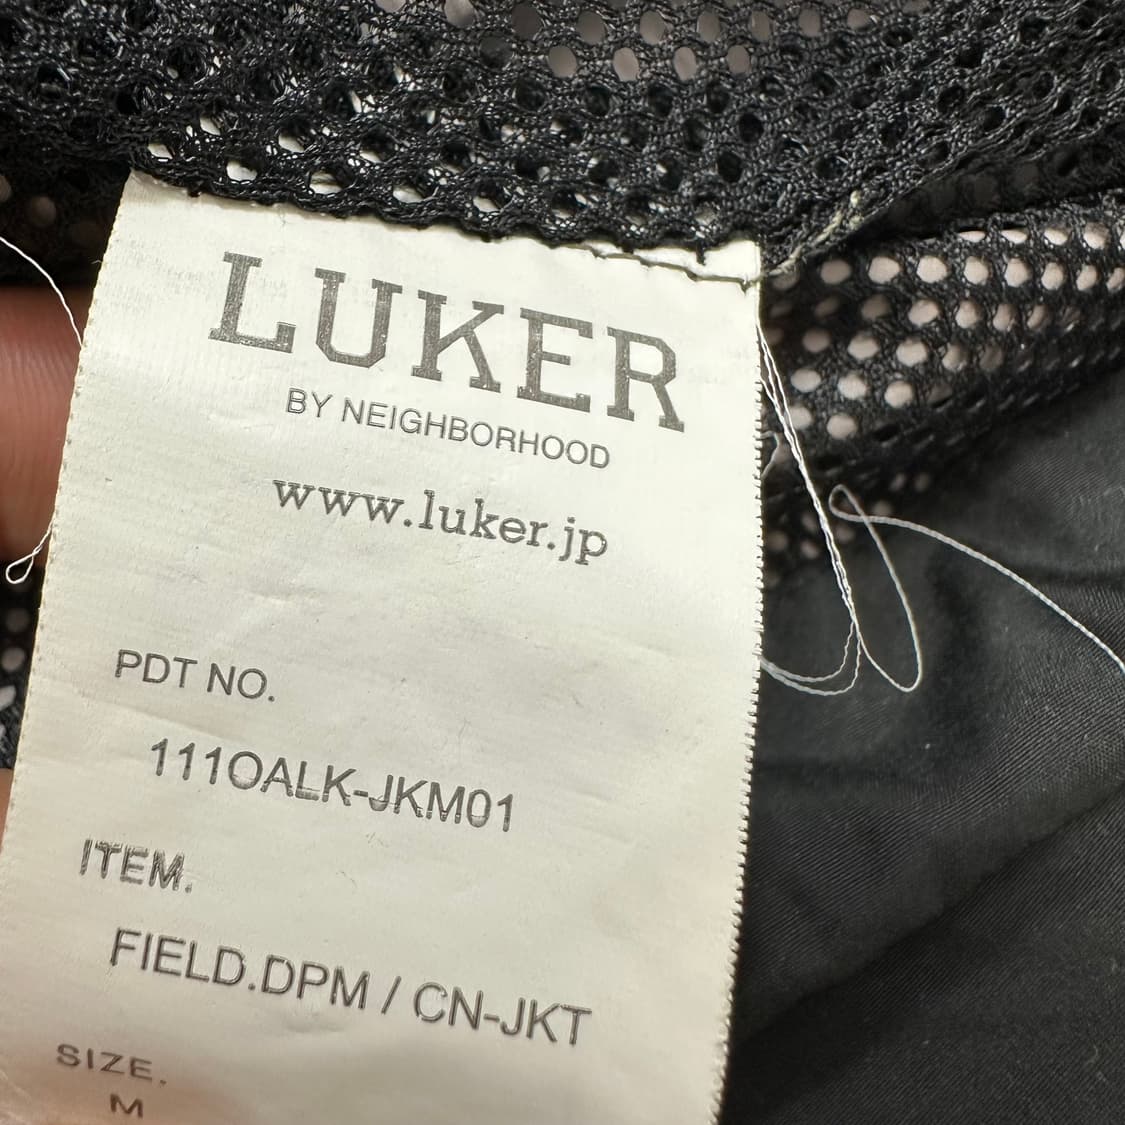 LUKER
BY NEIGHBORHOOD
www.luker.jp
PDT NO.
111OALK-JKM01
ITEM.
FIELD.DPM / CN-JKT
SIZE.
M